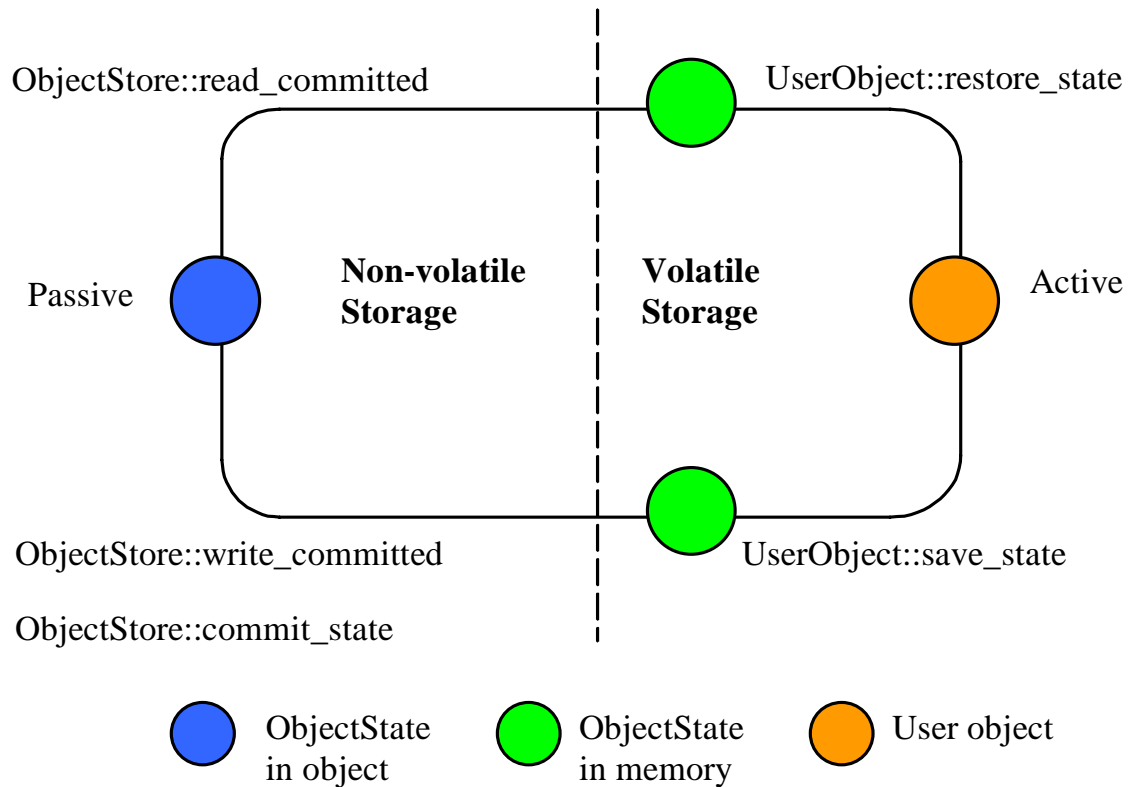 ObjectStore::read_committed
UserObject::restore_state
Non-volatile
Storage
Volatile
Storage
Passive
Active
ObjectStore::write_committed
UserObject::save_state
ObjectStore::commit_state
ObjectState
in object
ObjectState
in memory
User object